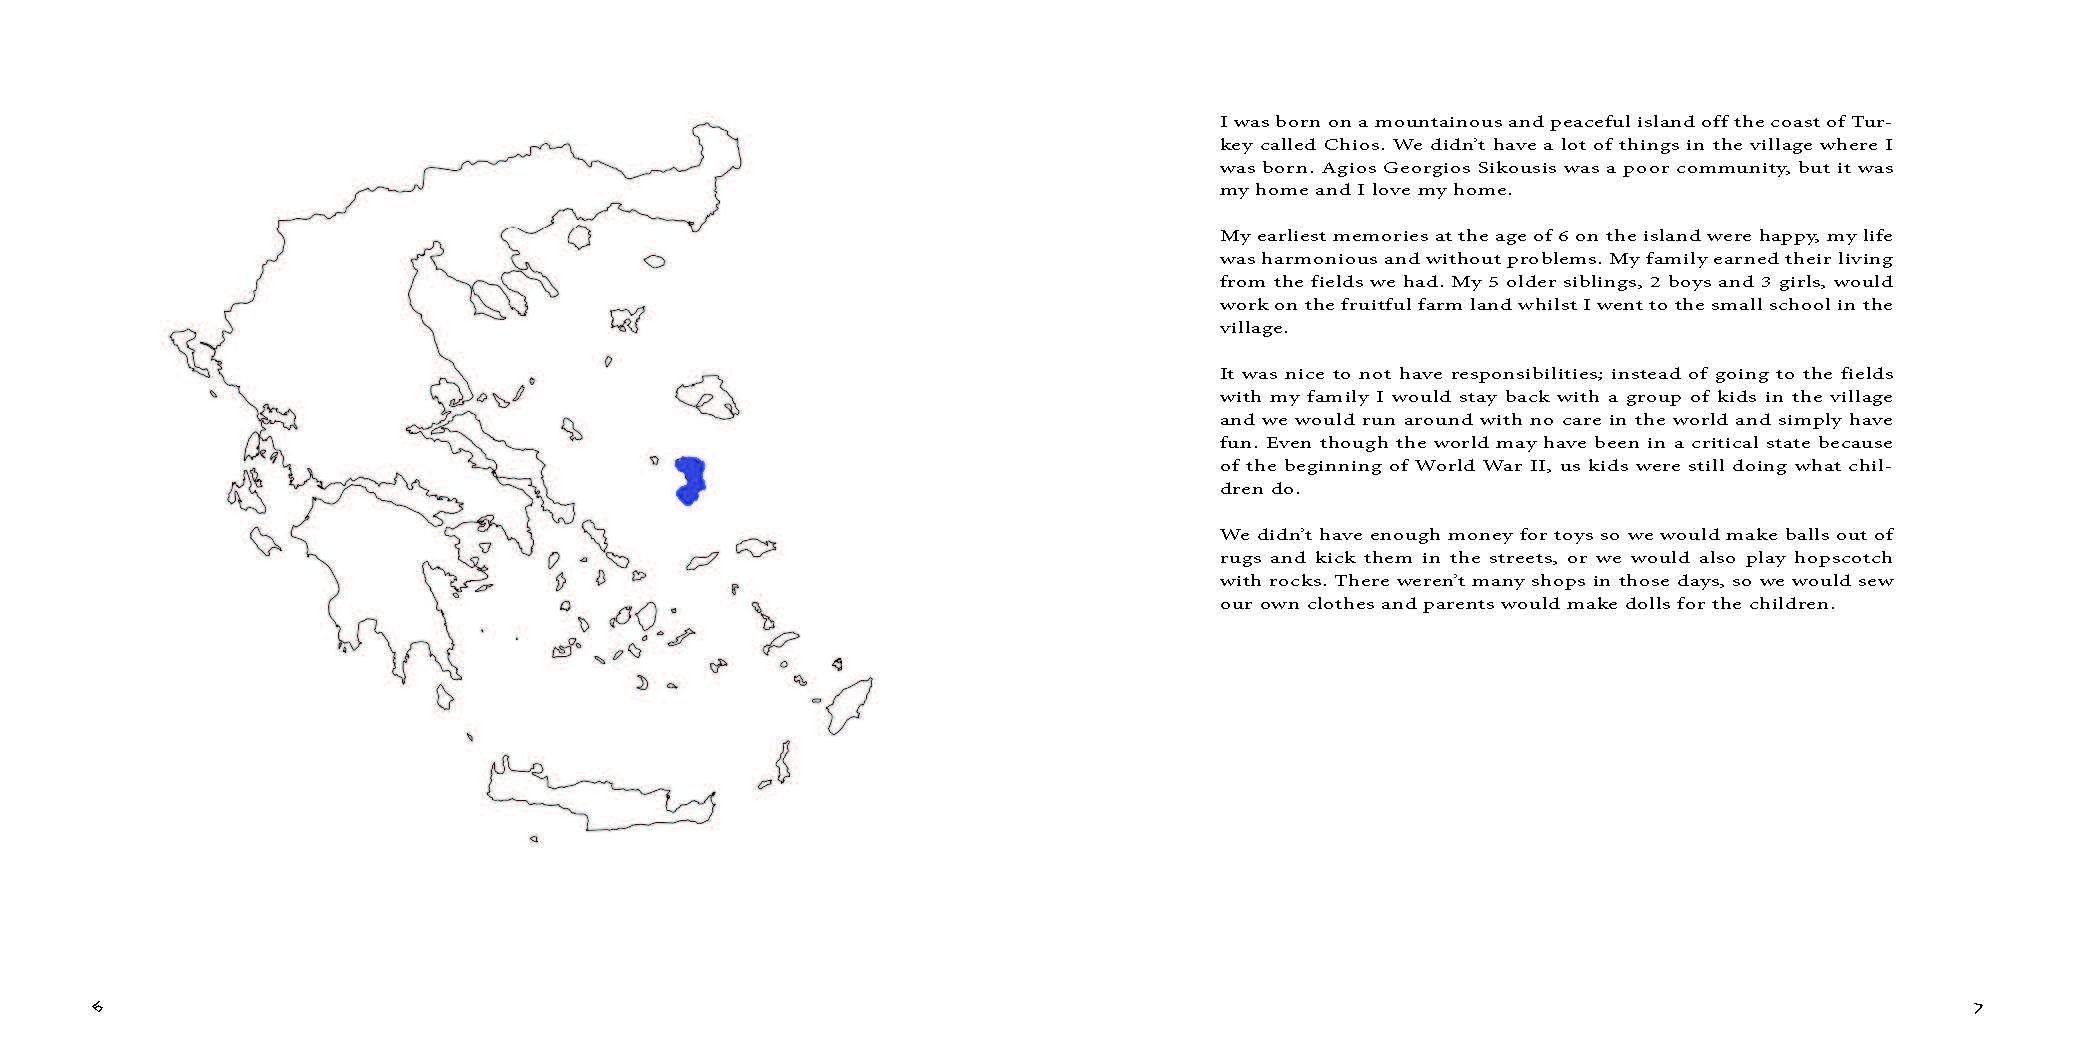 I was born on a mountainous and peaceful island off the coast of Tur-
key called Chios. We didn't have a lot of things in the village where I
was born. Agios Georgios Sikousis was a poor community, but it was
my home and I love my home.
My earliest memories at the age of 6 on the island were happy, my life
was harmonious and without problems. My family earned their living
from the fields we had. My 5 older siblings, 2 boys and 3 girls, would
work on the fruitful farm land whilst I went to the small school in the
village.
It was nice to not have responsibilities; instead of going to the fields
with my family I would stay back with a group of kids in the village
and we would run around with no care in the world and simply have
fun. Even though the world may have been in a critical state because
of the beginning of World War II, us kids were still doing what chil-
dren do.
We didn't have enough money for toys so we would make balls out of
rugs and kick them in the streets, or we would also play hopscotch
with rocks. There weren't many shops in those days, so we would sew
our own clothes and parents would make dolls for the children.
6
7